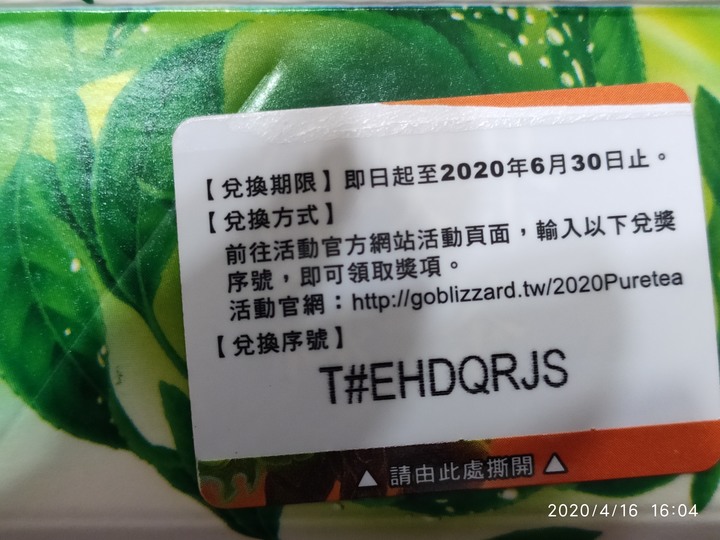 【兌換期限】即日起至2020年6月30日止。
【兌換方式】
前往活動官方網站活動頁面，輸入以下兌獎
序號，即可領取獎項。
活動官網：http://goblizzard.tw/2020Puretea
【兌換序號】
T#EHDQRJS
▲ 請由此處撕開 ▲
2020/4/16 16:04